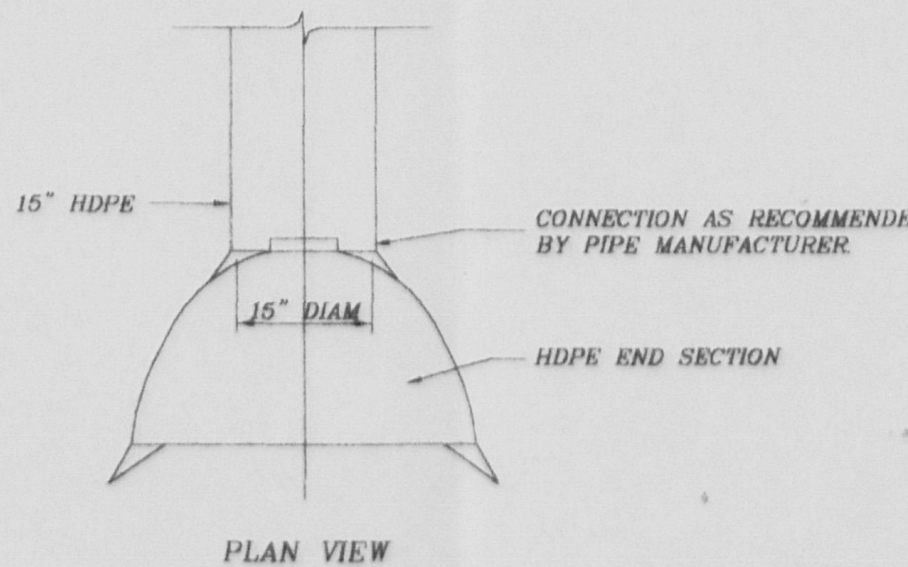 15" HDPE
CONNECTION AS RECOMMENDE
BY PIPE MANUFACTURER
15" DIAM
HDPE END SECTION
PLAN VIEW